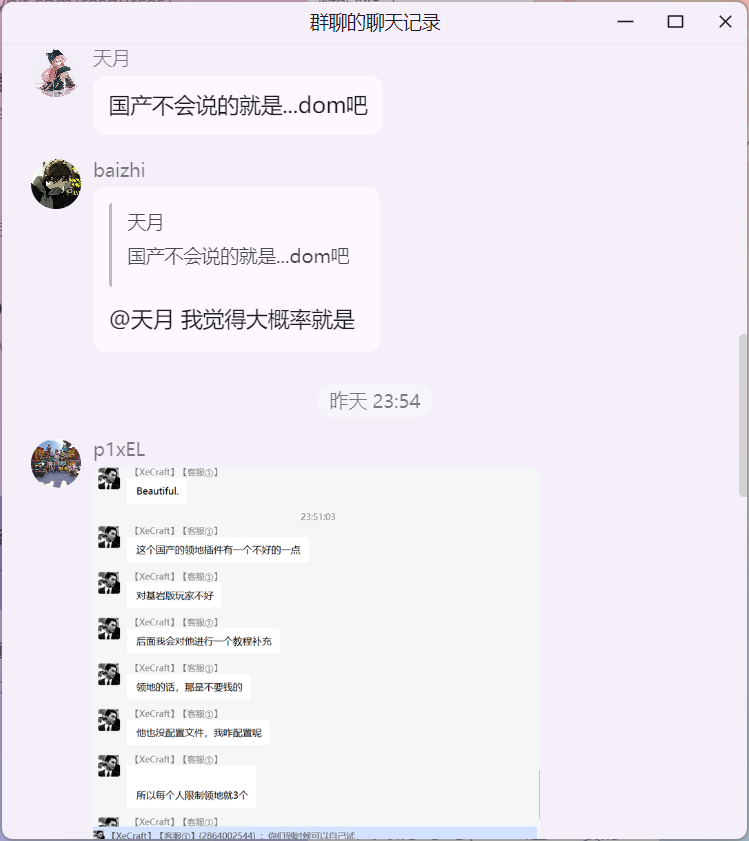 群聊的聊天记录
天月
国产不会说的就是...dom吧
baizhi
天月
国产不会说的就是...dom吧
@天月 我觉得大概率就是
昨天 23:54
p1xEL
【XeCraft】【客服①】
Beautiful.
23:51:03
【XeCraft】【客服①】
这个国产的领地插件有一个不好的一点
【XeCraft】【客服①】
对基岩版玩家不好
【XeCraft】【客服①】
后面我会对他进行一个教程补充
【XeCraft】【客服①】
领地的话，那是不要钱的
【XeCraft】【客服①】
他也没配置文件，我咋配置呢
【XeCraft】【客服①】
所以每个人限制领地就3个
【XeCraft】【客服①】
【XeCraft】【客服①】(2864002544) ：你们到时候可以自己试